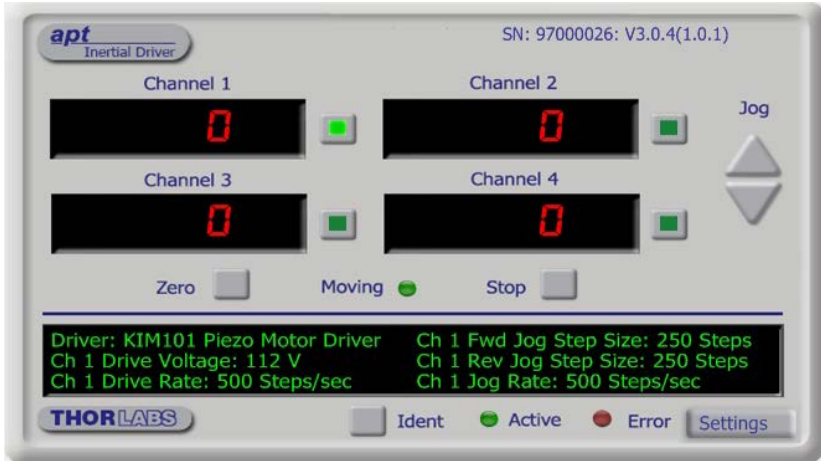 apt
Inertial Driver
SN: 97000026: V3.0.4(1.0.1)
Channel 1
Channel 2
0
0
Jog
Channel 3
Channel 4
0
0
Zero
Moving
Stop
Driver: KIM101 Piezo Motor Driver
Ch 1 Drive Voltage: 112 V
Ch 1 Drive Rate: 500 Steps/sec
Ch 1 Fwd Jog Step Size: 250 Steps
Ch 1 Rev Jog Step Size: 250 Steps
Ch 1 Jog Rate: 500 Steps/sec
THORLABS
Ident
Active
Error
Settings